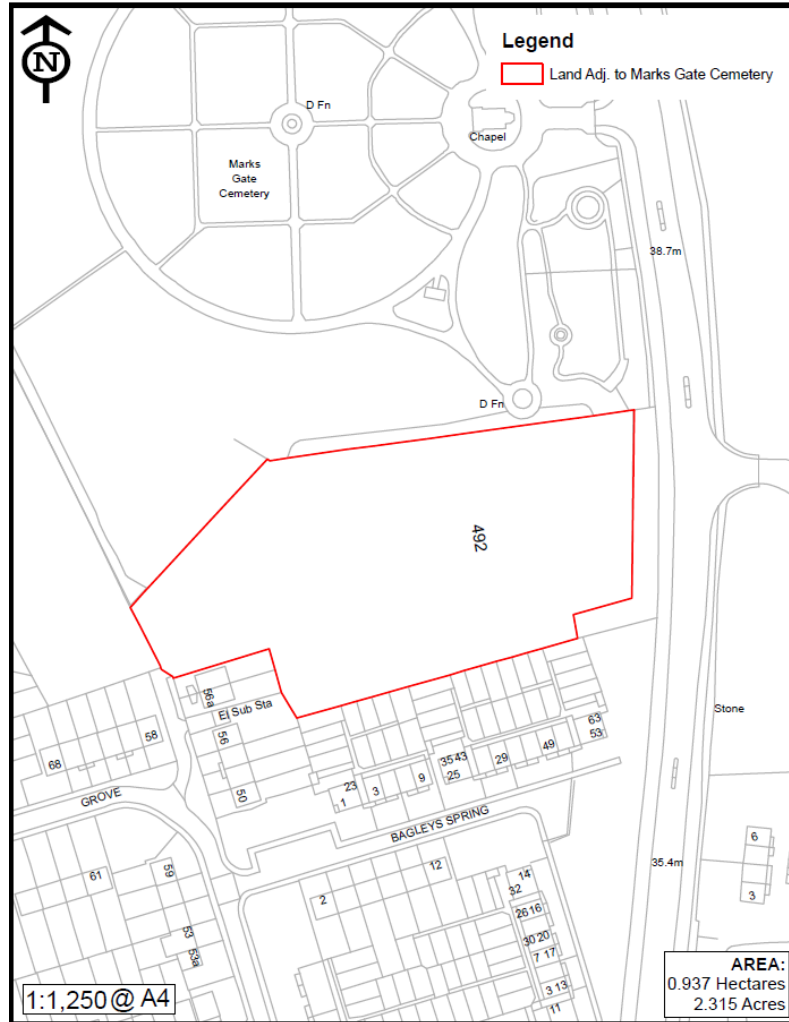 N
Legend
Land Adj. to Marks Gate Cemetery
D Fn
Chapel
Marks
Gate
Cemetery
38.7m
D Fn
492
56a
El Sub Sta
56
58
68
50
GROVE
Stone
63
53
49
29
35 43
25
9
3
23
1
BAGLEYS SPRING
61
59
53
53a
2
12
14
32
26 16
30 20
7 17
3 13
11
35.4m
6
3
1:1,250 @ A4
AREA:
0.937 Hectares
2.315 Acres